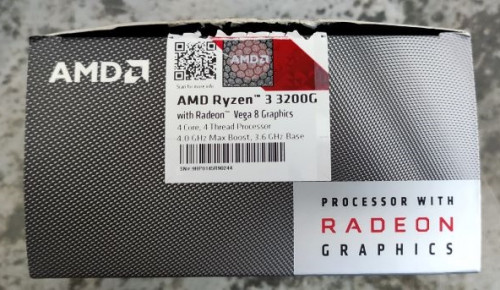 AMD
AMD
AMD Ryzen™ 3 3200G
with Radeon™ Vega 8 Graphics
4 Core, 4 Thread Processor
4.0 GHz Max Boost, 3.6 GHz Base
PROCESSOR WITH
RADEON
GRAPHICS